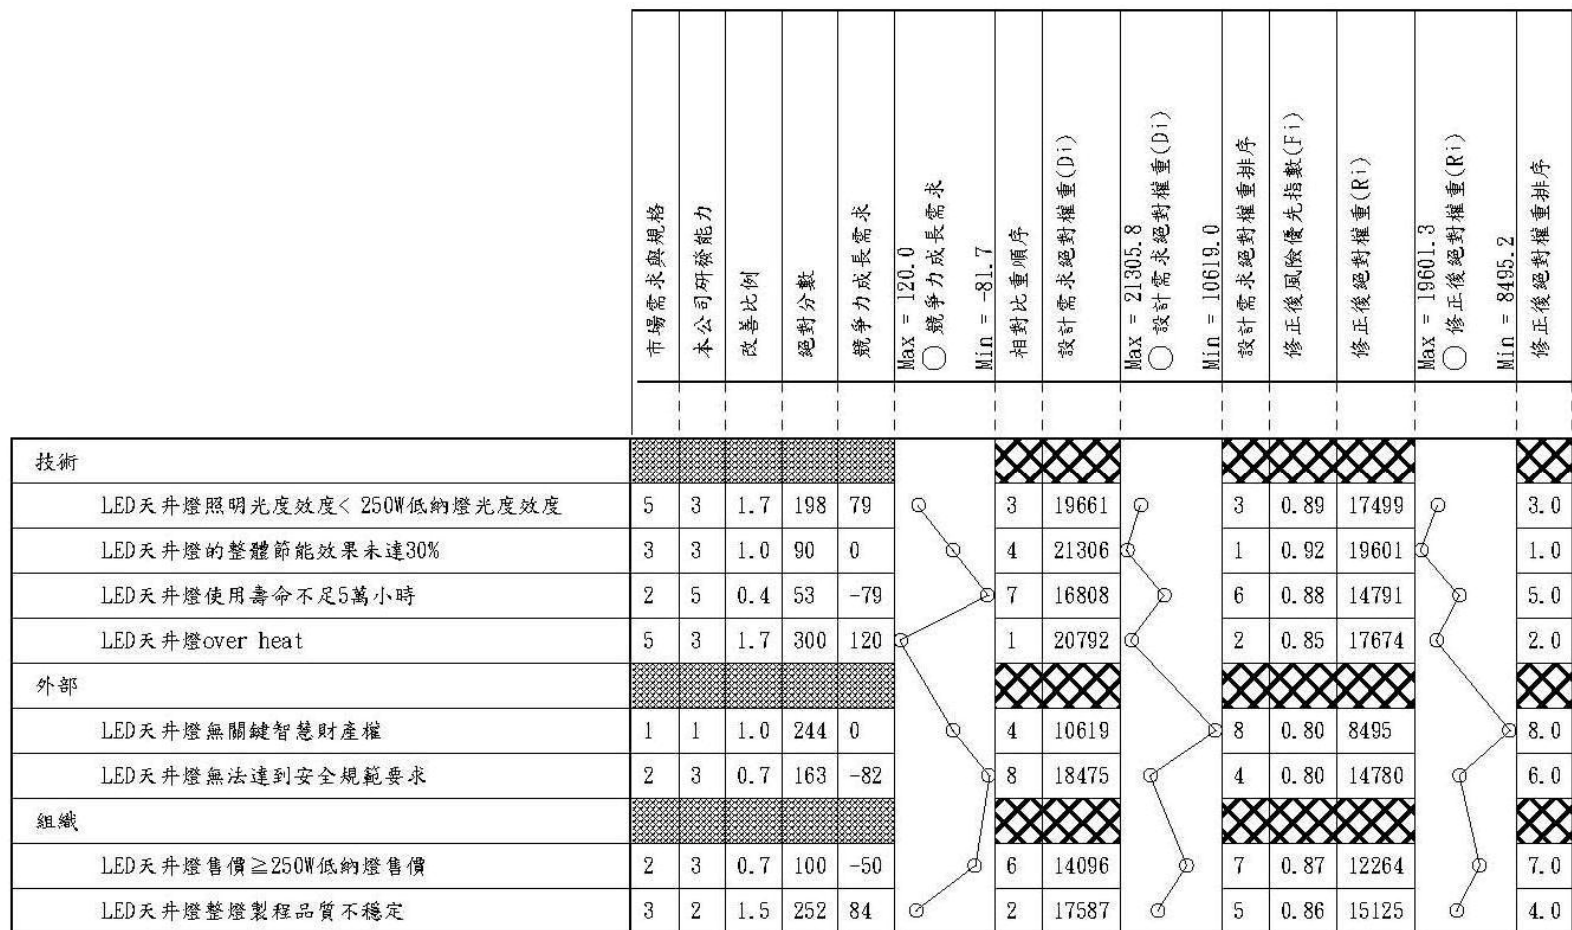 市場需求與規格
本公司研發能力
改善比例
絕對分數
競爭力成長需求
Max = 120.0
○ 競爭力成長需求
Min = -81.7
相對比重順序
設計需求絕對權重(Di)
Max = 21305.8
○ 設計需求絕對權重(Di)
Min = 10619.0
設計需求絕對權重排序
修正後風險優先指數(Fi)
修正後絕對權重(Ri)
Max = 19601.3
○ 修正後絕對權重(Ri)
Min = 8495.2
修正後絕對權重排序
技術
LED天井燈照明光度效度< 250W低納燈光度效度 5 3 1.7 198 79 3 19661 3 0.89 17499 3.0
LED天井燈的整體節能效果未達30% 3 3 1.0 90 0 4 21306 1 0.92 19601 1.0
LED天井燈使用壽命不足5萬小時 2 5 0.4 53 -79 7 16808 6 0.88 14791 5.0
LED天井燈over heat 5 3 1.7 300 120 1 20792 2 0.85 17674 2.0
外部
LED天井燈無關鍵智慧財產權 1 1 1.0 244 0 4 10619 8 0.80 8495 8.0
LED天井燈無法達到安全規範要求 2 3 0.7 163 -82 8 18475 4 0.80 14780 6.0
組織
LED天井燈售價≧250W低納燈售價 2 3 0.7 100 -50 6 14096 7 0.87 12264 7.0
LED天井燈整燈製程品質不穩定 3 2 1.5 252 84 2 17587 5 0.86 15125 4.0